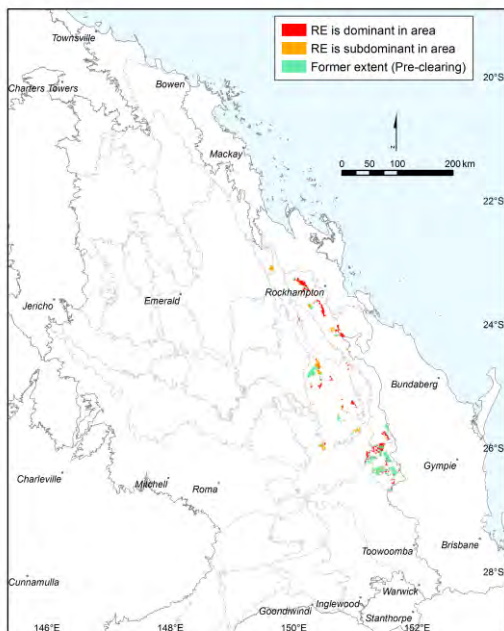 RE is dominant in area
RE is subdominant in area
Former extent (Pre-clearing)
Townsville
20°S
Charters Towers
Bowen
Mackay
0 50 100 200 km
22°S
Rockhampton
Emerald
Jericho
24°S
Bundaberg
26°S
Gympie
Charleville
Mitchell
Roma
Brisbane
Toowoomba
28°S
Cunnamulla
Warwick
Inglewood
Goondiwindi
Stanthorpe
146°E 148°E 150°E 152°E